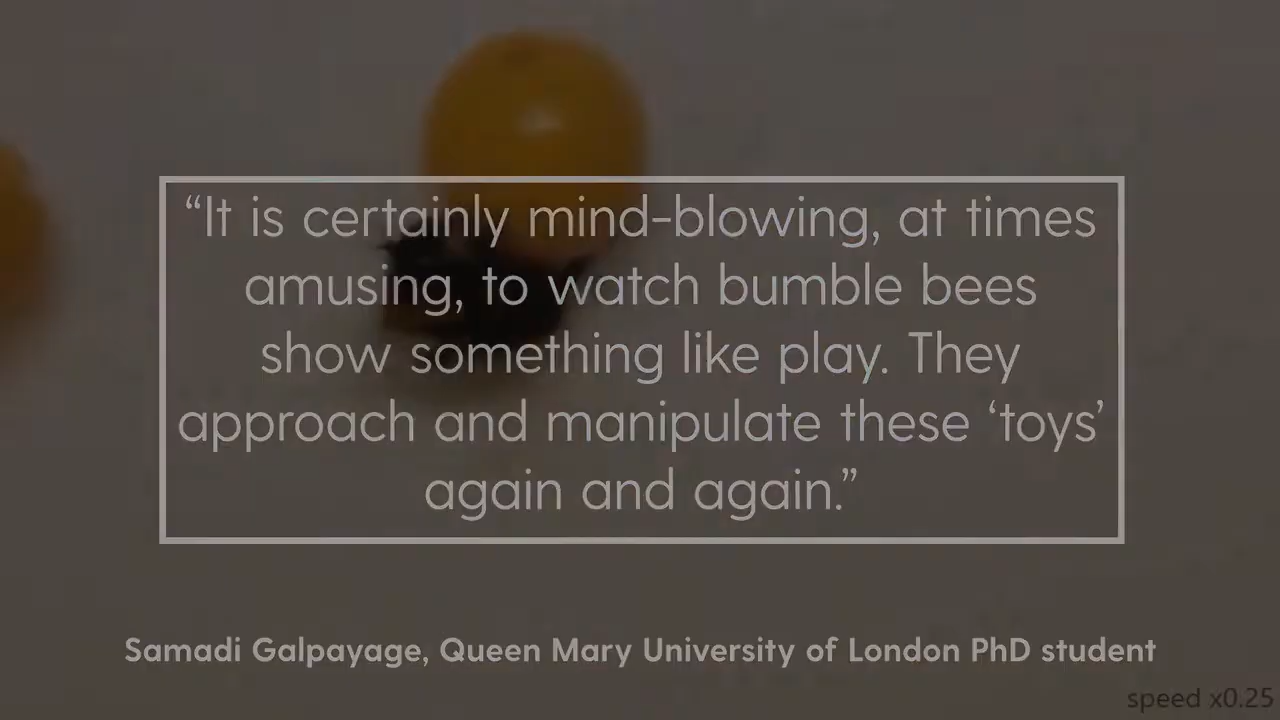 “It is certainly mind-blowing, at times
amusing, to watch bumble bees
show something like play. They
approach and manipulate these ‘toys’
again and again.”
Samadi Galpayage, Queen Mary University of London PhD student
speed x0.25